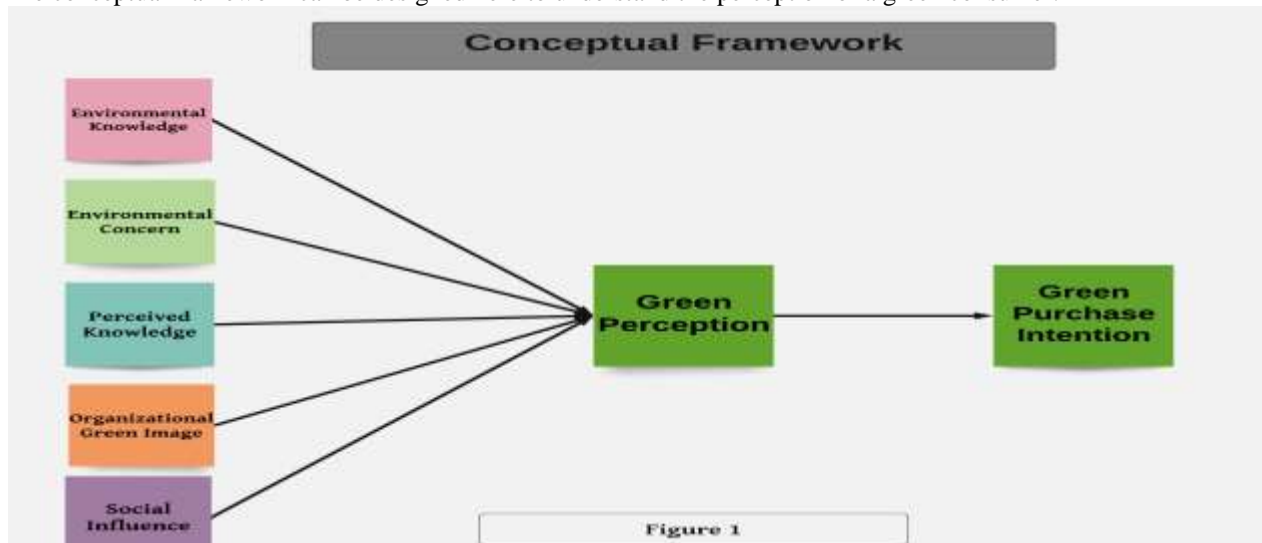 Conceptual Framework
Environmental
Knowledge
Environmental
Concern
Perceived
Knowledge
Organizational
Green Image
Social
Influence
Green
Perception
Green
Purchase
Intention
Figure 1